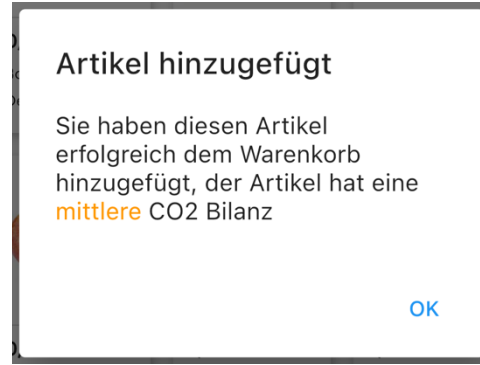 Artikel hinzugefügt
Sie haben diesen Artikel
erfolgreich dem Warenkorb
hinzugefügt, der Artikel hat eine
mittlere CO2 Bilanz
OK